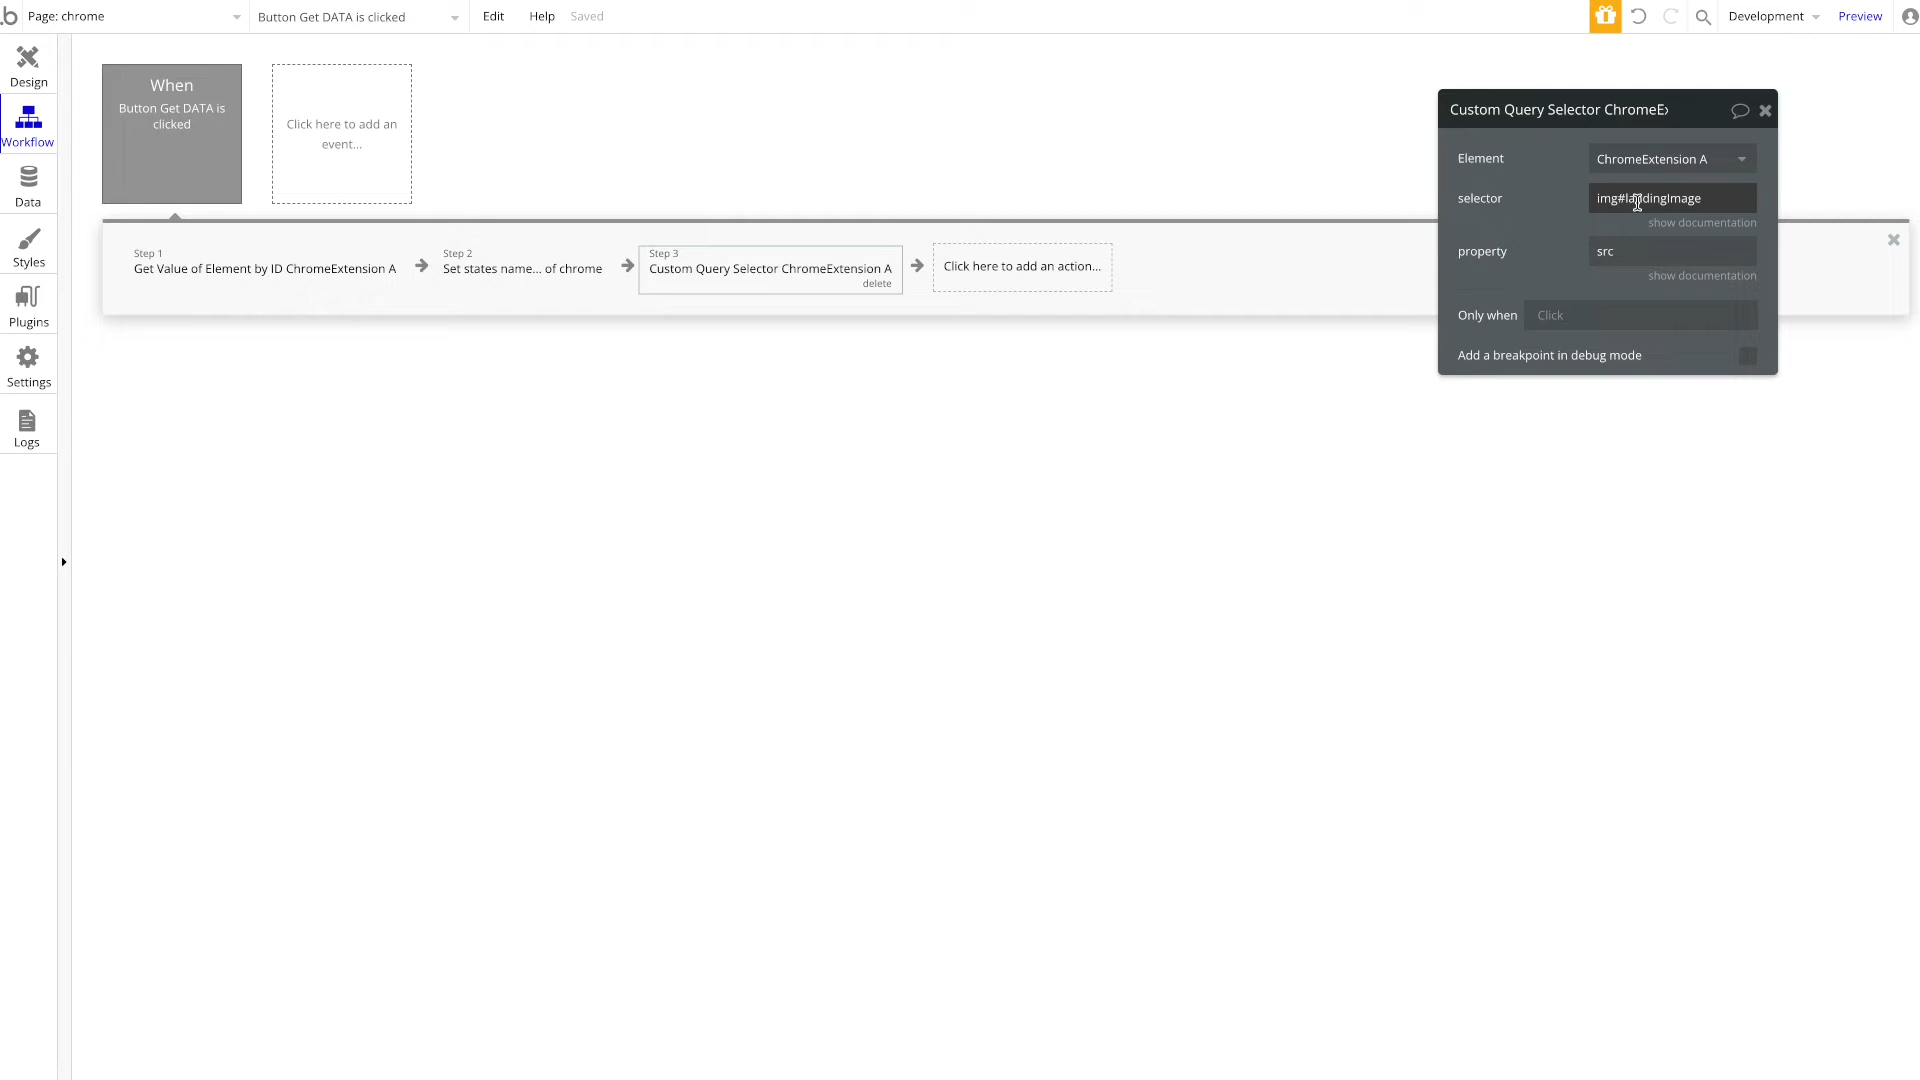 .b
Page: chrome
Button Get DATA is clicked
Edit
Help
Saved
Development
Preview
Design
Workflow
Data
Styles
Plugins
Settings
Logs
When
Button Get DATA is
clicked
Click here to add an
event...
Step 1
Get Value of Element by ID ChromeExtension A
Step 2
Set states name... of chrome
Step 3
Custom Query Selector ChromeExtension A
delete
Click here to add an action...
Custom Query Selector ChromeEx
Element
ChromeExtension A
selector
img#landingImage
show documentation
property
src
show documentation
Only when
Click
Add a breakpoint in debug mode